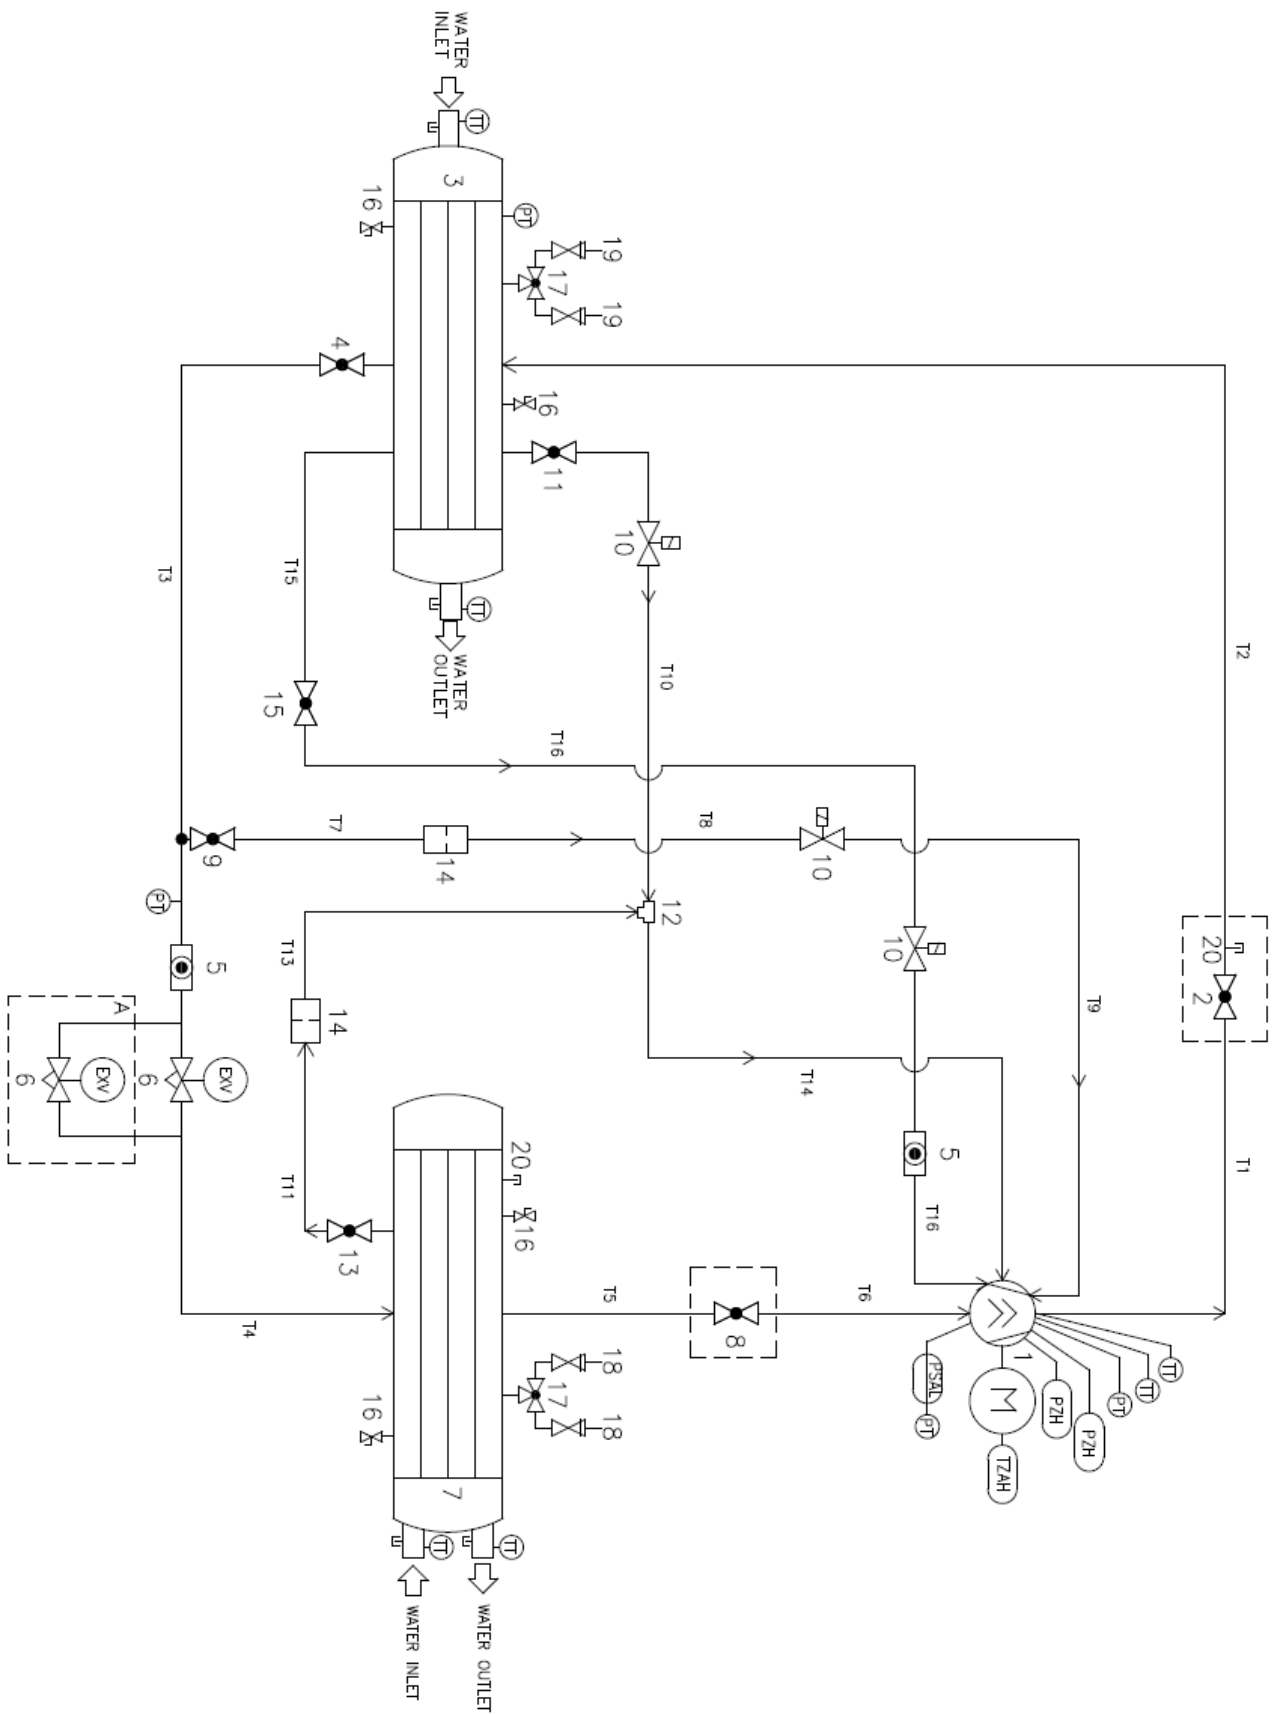 WATER
INLET
TT
3
16
PT
19
17
19
4
16
11
10
T15
T3
TT
WATER
OUTLET
T10
T2
15
T16
T7
T8
9
14
10
PT
12
10
20
2
T13
5
T9
14
A
6
EXV
6
EXV
T14
T1
20
5
T11
16
13
T16
T4
T5
8
T6
1
M
PSAL
PT
PZH
PZH
PT
TT
TT
TZAH
18
17
18
16
7
TT
TT
WATER INLET
WATER OUTLET